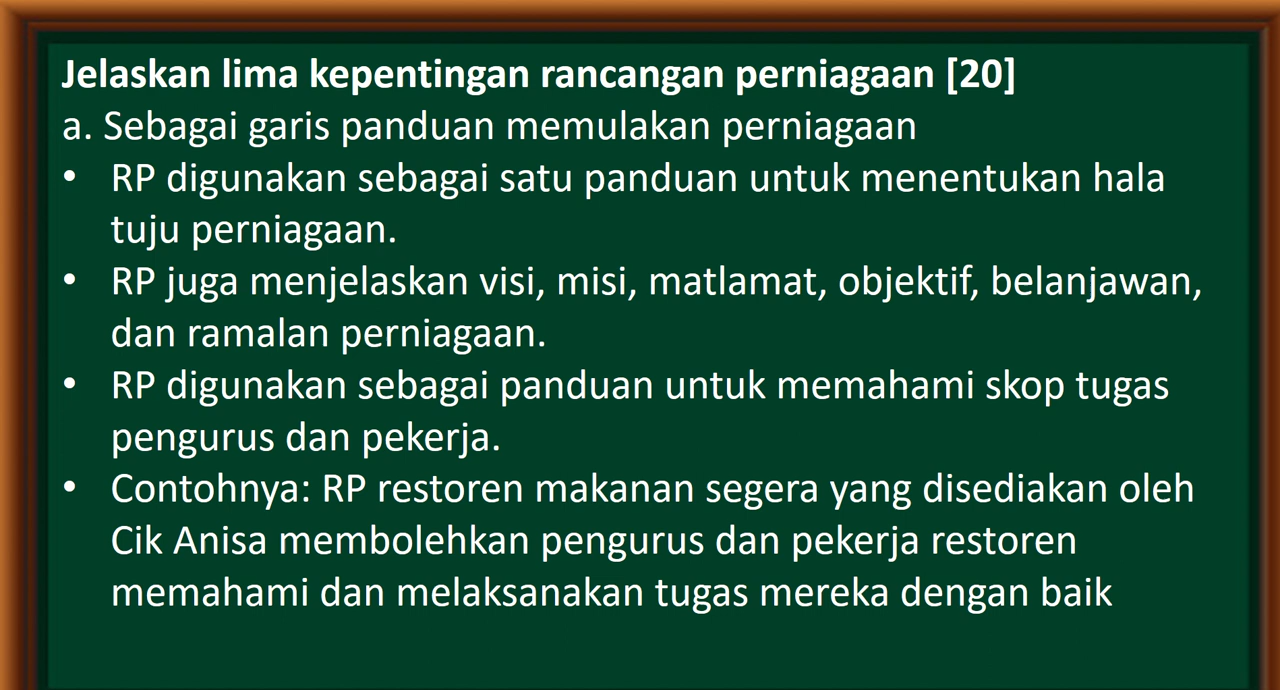 Jelaskan lima kepentingan rancangan perniagaan [20]
a. Sebagai garis panduan memulakan perniagaan
• RP digunakan sebagai satu panduan untuk menentukan hala
tuju perniagaan.
• RP juga menjelaskan visi, misi, matlamat, objektif, belanjawan,
dan ramalan perniagaan.
• RP digunakan sebagai panduan untuk memahami skop tugas
pengurus dan pekerja.
• Contohnya: RP restoren makanan segera yang disediakan oleh
Cik Anisa membolehkan pengurus dan pekerja restoren
memahami dan melaksanakan tugas mereka dengan baik